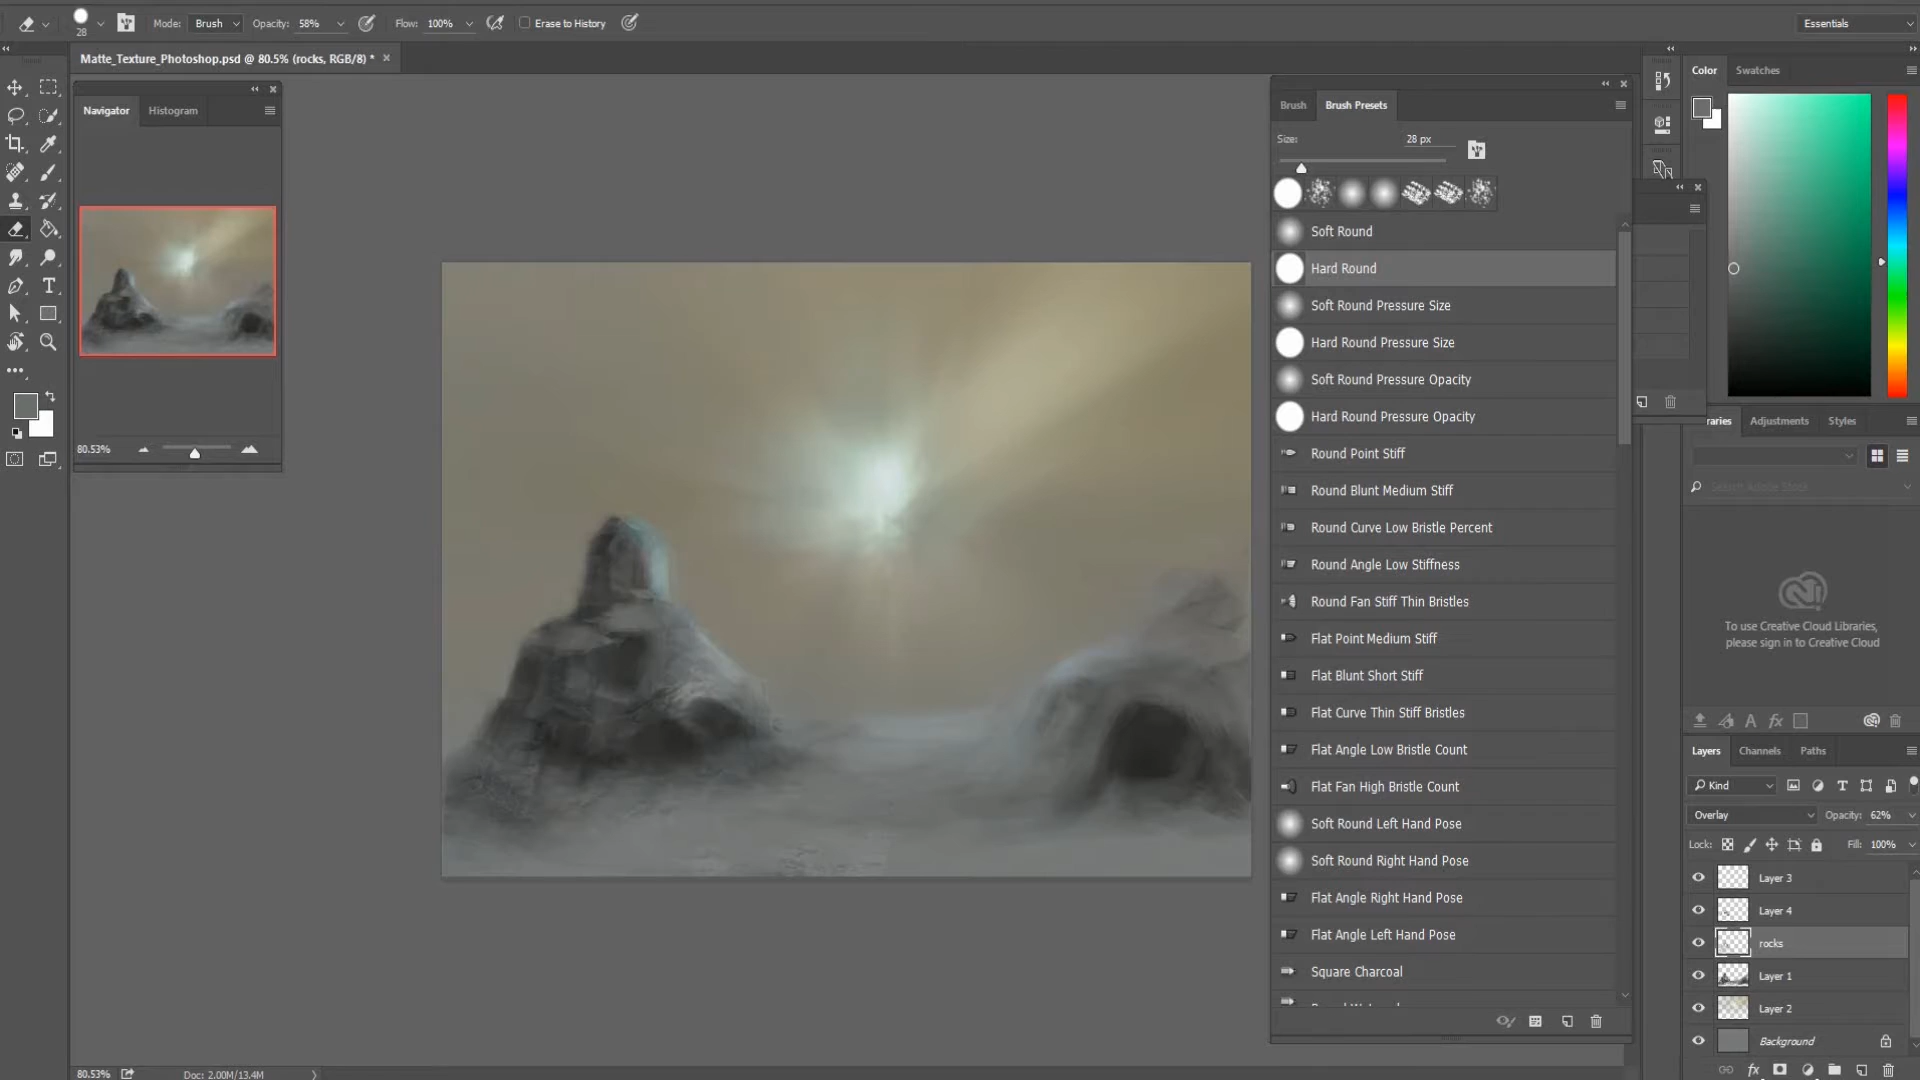 28
Mode: Brush Opacity: 58% Flow: 100% Erase to History Essentials
Matte_Texture_Photoshop.psd @ 80.5% (rocks, RGB/8) * ×
Navigator Histogram
80.53%
Brush Brush Presets
Size: 28 px
Soft Round
Hard Round
Soft Round Pressure Size
Hard Round Pressure Size
Soft Round Pressure Opacity
Hard Round Pressure Opacity
Round Point Stiff
Round Blunt Medium Stiff
Round Curve Low Bristle Percent
Round Angle Low Stiffness
Round Fan Stiff Thin Bristles
Flat Point Medium Stiff
Flat Blunt Short Stiff
Flat Curve Thin Stiff Bristles
Flat Angle Low Bristle Count
Flat Fan High Bristle Count
Soft Round Left Hand Pose
Soft Round Right Hand Pose
Flat Angle Right Hand Pose
Flat Angle Left Hand Pose
Square Charcoal
Color Swatches
raries Adjustments Styles
Search Adobe Stock
To use Creative Cloud Libraries,
please sign in to Creative Cloud
Layers Channels Paths
Kind
Overlay Opacity: 62%
Lock: Fill: 100%
Layer 3
Layer 4
rocks
Layer 1
Layer 2
Background
80.53% Doc: 2.00M/13.4M